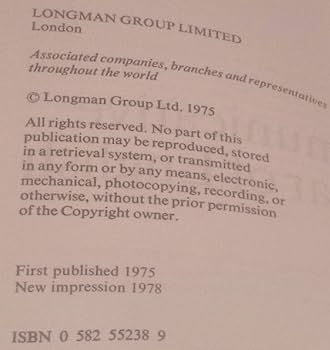 LONGMAN GROUP LIMITED
London
Associated companies, branches and representatives
throughout the world
© Longman Group Ltd. 1975
All rights reserved. No part of this
publication may be reproduced, stored
in a retrieval system, or transmitted
in any form or by any means, electronic,
mechanical, photocopying, recording, or
otherwise, without the prior permission
of the Copyright owner.
First published 1975
New impression 1978
ISBN 0 582 55238 9